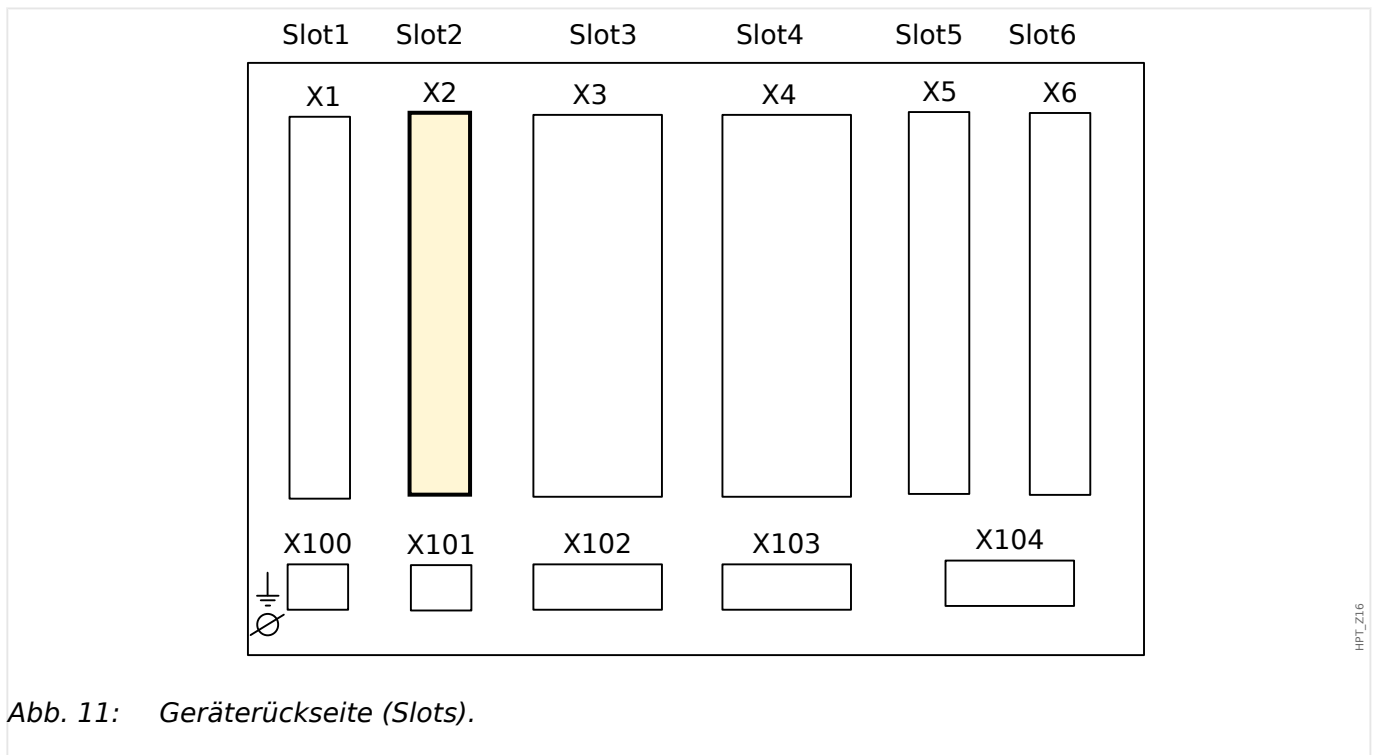 Slot1 Slot2 Slot3 Slot4 Slot5 Slot6
X1 X2 X3 X4 X5 X6
X100 X101 X102 X103 X104
HPT_Z16
Abb. 11: Geräterückseite (Slots).